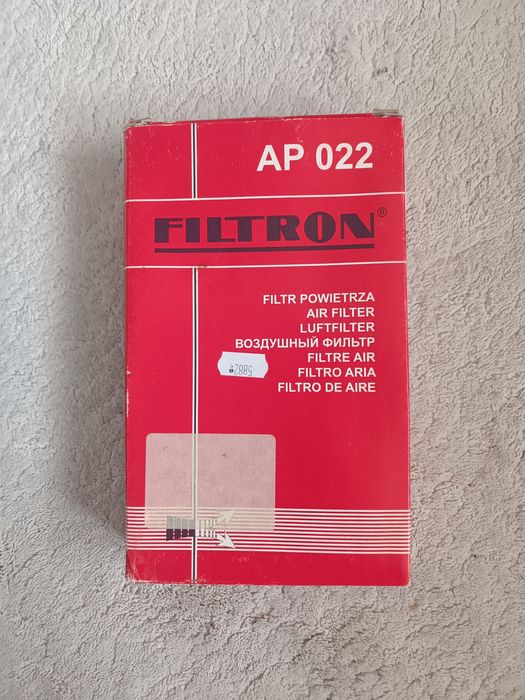 AP 022
FILTRON®
FILTR POWIETRZA
AIR FILTER
LUFTFILTER
ВОЗДУШНЫЙ ФИЛЬТР
FILTRE AIR
FILTRO ARIA
FILTRO DE AIRE